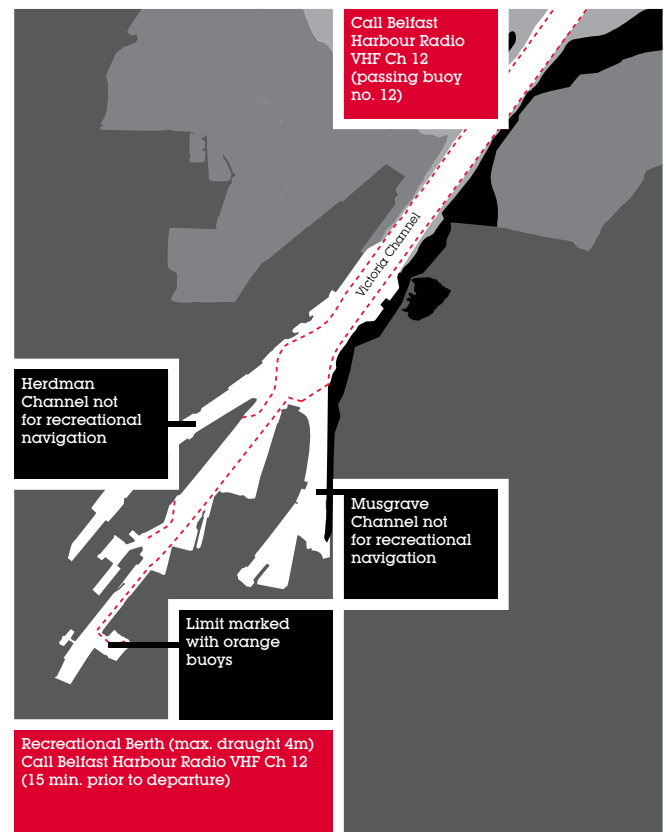 Call Belfast
Harbour Radio
VHF Ch 12
(passing buoy
no. 12)
Victoria Channel
Herdman
Channel not
for recreational
navigation
Musgrave
Channel not
for recreational
navigation
Limit marked
with orange
buoys
Recreational Berth (max. draught 4m)
Call Belfast Harbour Radio VHF Ch 12
(15 min. prior to departure)